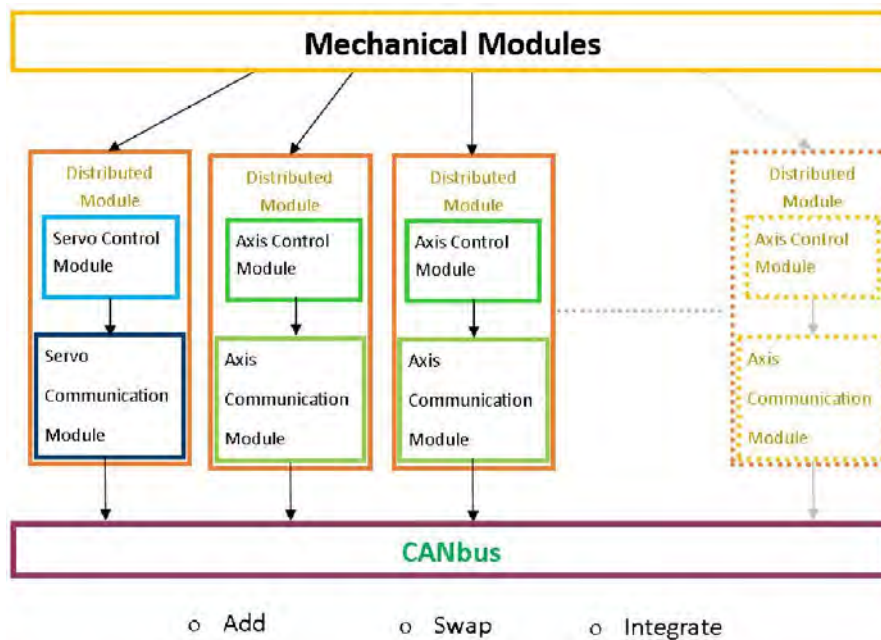 Mechanical Modules
Distributed
Module
Servo Control
Module
Servo
Communication
Module
Distributed
Module
Axis Control
Module
Axis
Communication
Module
Distributed
Module
Axis Control
Module
Axis
Communication
Module
Distributed
Module
Axis Control
Module
Axis
Communication
Module
CANbus
o Add
o Swap
o Integrate